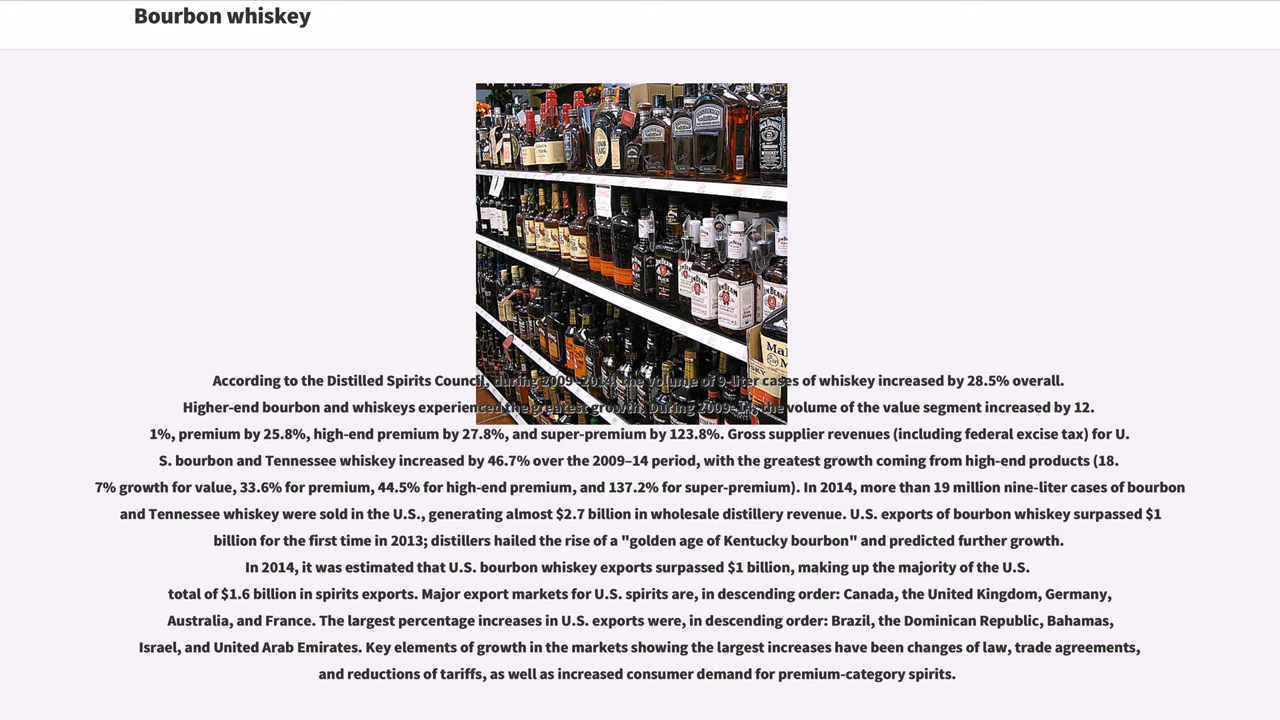 Bourbon whiskey
According to the Distilled Spirits Council, during 2009–2014, the volume of 9-liter cases of whiskey increased by 28.5% overall.
Higher-end bourbon and whiskeys experienced the greatest growth. During 2009–14, the volume of the value segment increased by 12.
1%, premium by 25.8%, high-end premium by 27.8%, and super-premium by 123.8%. Gross supplier revenues (including federal excise tax) for U.
S. bourbon and Tennessee whiskey increased by 46.7% over the 2009–14 period, with the greatest growth coming from high-end products (18.
7% growth for value, 33.6% for premium, 44.5% for high-end premium, and 137.2% for super-premium). In 2014, more than 19 million nine-liter cases of bourbon
and Tennessee whiskey were sold in the U.S., generating almost $2.7 billion in wholesale distillery revenue. U.S. exports of bourbon whiskey surpassed $1
billion for the first time in 2013; distillers hailed the rise of a "golden age of Kentucky bourbon" and predicted further growth.
In 2014, it was estimated that U.S. bourbon whiskey exports surpassed $1 billion, making up the majority of the U.S.
total of $1.6 billion in spirits exports. Major export markets for U.S. spirits are, in descending order: Canada, the United Kingdom, Germany,
Australia, and France. The largest percentage increases in U.S. exports were, in descending order: Brazil, the Dominican Republic, Bahamas,
Israel, and United Arab Emirates. Key elements of growth in the markets showing the largest increases have been changes of law, trade agreements,
and reductions of tariffs, as well as increased consumer demand for premium-category spirits.